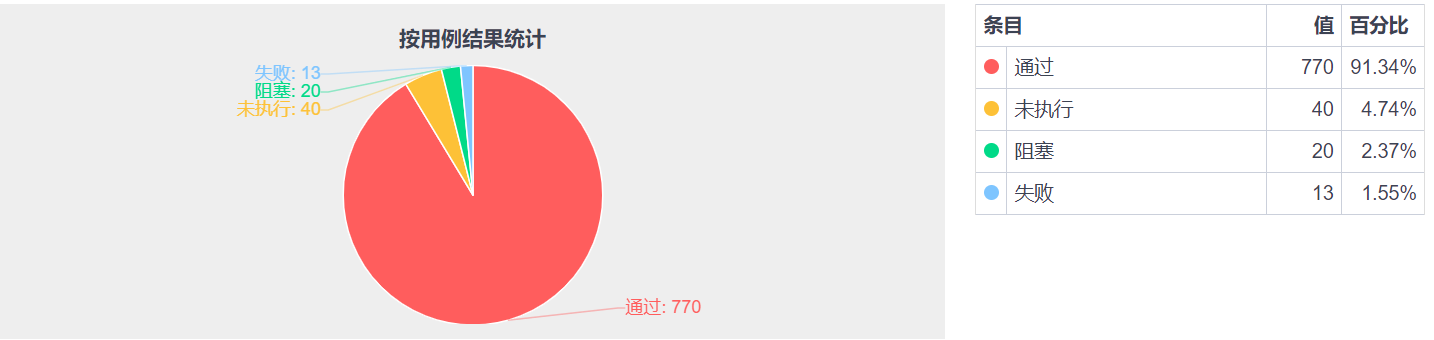 按用例结果统计
失败: 13
阻塞: 20
未执行: 40
通过: 770
条目 值 百分比
通过 770 91.34%
未执行 40 4.74%
阻塞 20 2.37%
失败 13 1.55%